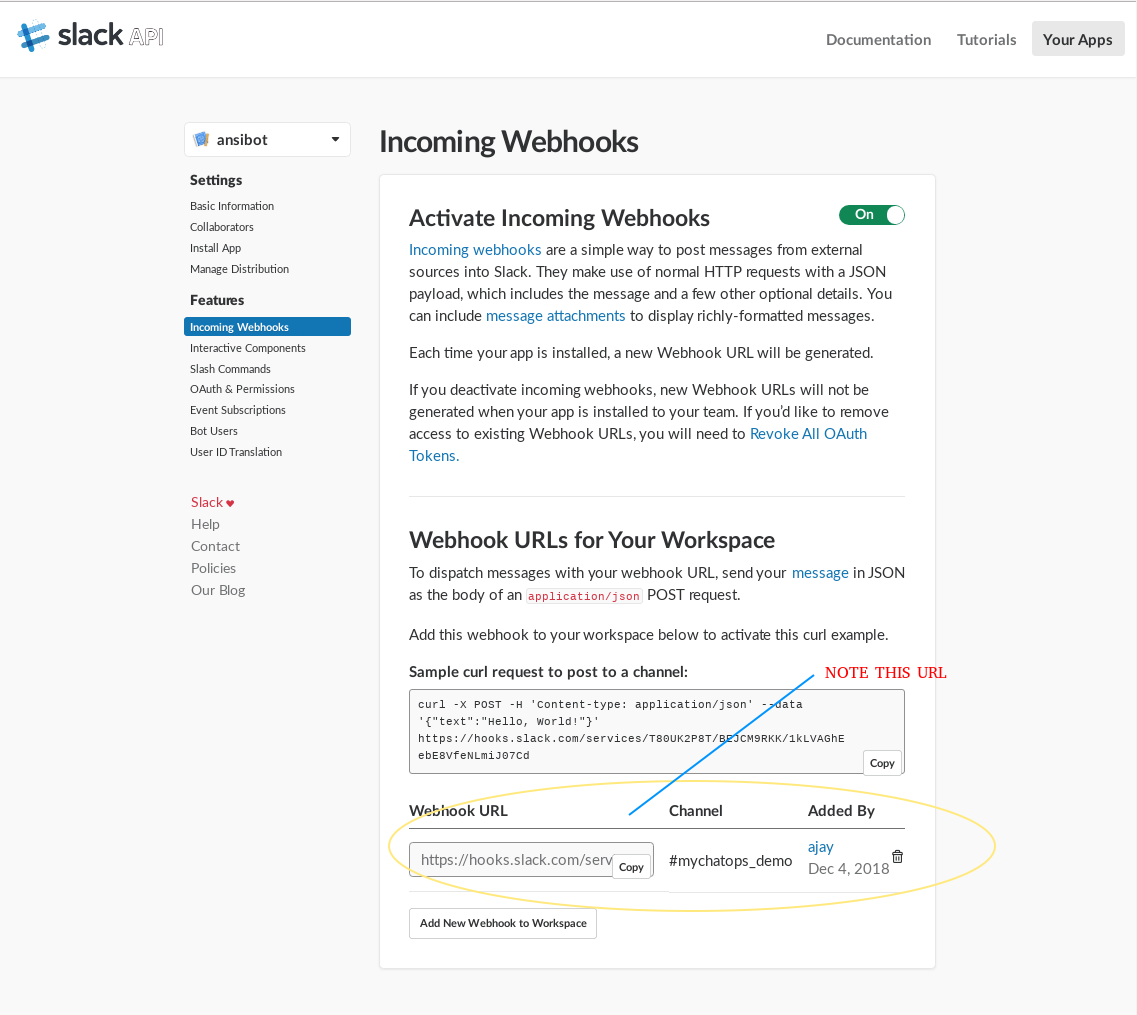 slack API
Documentation
Tutorials
Your Apps
ansibot
Settings
Basic Information
Collaborators
Install App
Manage Distribution
Features
Incoming Webhooks
Interactive Components
Slash Commands
OAuth & Permissions
Event Subscriptions
Bot Users
User ID Translation
Slack ♥
Help
Contact
Policies
Our Blog
Incoming Webhooks
Activate Incoming Webhooks
On
Incoming webhooks are a simple way to post messages from external
sources into Slack. They make use of normal HTTP requests with a JSON
payload, which includes the message and a few other optional details. You
can include message attachments to display richly-formatted messages.
Each time your app is installed, a new Webhook URL will be generated.
If you deactivate incoming webhooks, new Webhook URLs will not be
generated when your app is installed to your team. If you’d like to remove
access to existing Webhook URLs, you will need to Revoke All OAuth
Tokens.
Webhook URLs for Your Workspace
To dispatch messages with your webhook URL, send your message in JSON
as the body of an application/json POST request.
Add this webhook to your workspace below to activate this curl example.
Sample curl request to post to a channel:
NOTE THIS URL
curl -X POST -H 'Content-type: application/json' --data
'{"text":"Hello, World!"}'
https://hooks.slack.com/services/T80UK2P8T/BEJCM9RKK/1kLVAGhE
ebE8VfeNLmiJ07Cd
Copy
Webhook URL
Channel
Added By
https://hooks.slack.com/serv
Copy
#mychatops_demo
ajay
Dec 4, 2018
Add New Webhook to Workspace